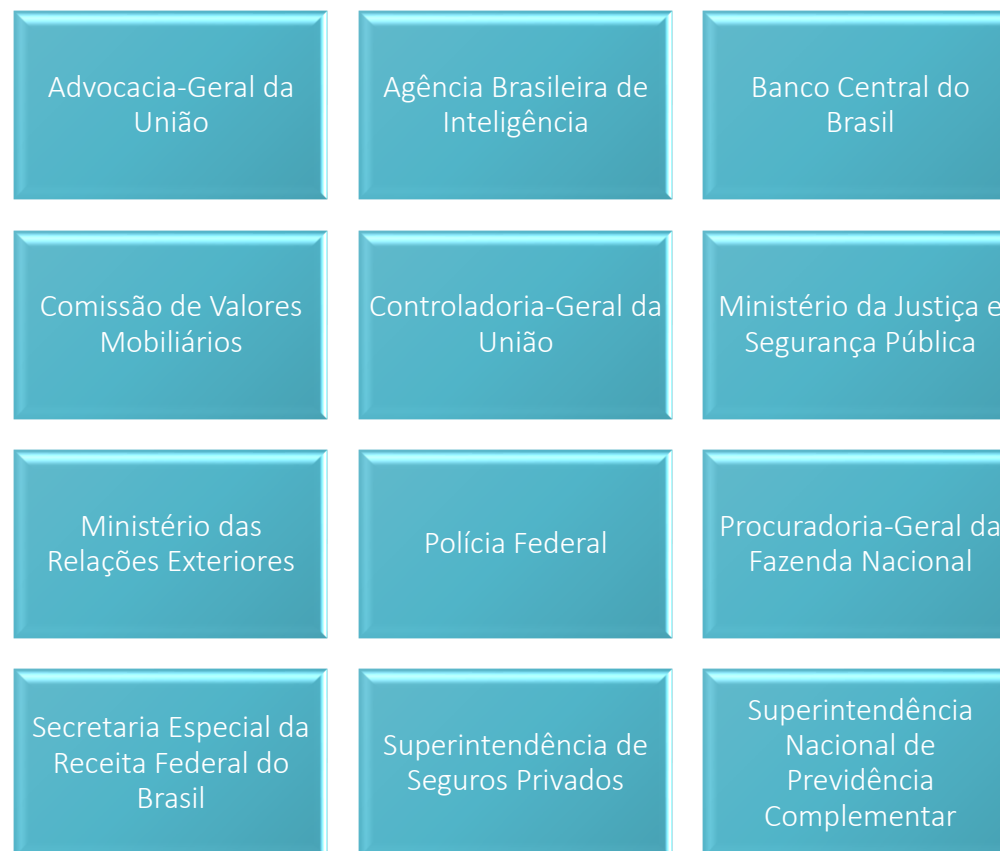 Advocacia-Geral da
União
Agência Brasileira de
Inteligência
Banco Central do
Brasil
Comissão de Valores
Mobiliários
Controladoria-Geral da
União
Ministério da Justiça e
Segurança Pública
Ministério das
Relações Exteriores
Polícia Federal
Procuradoria-Geral da
Fazenda Nacional
Secretaria Especial da
Receita Federal do
Brasil
Superintendência de
Seguros Privados
Superintendência
Nacional de
Previdência
Complementar